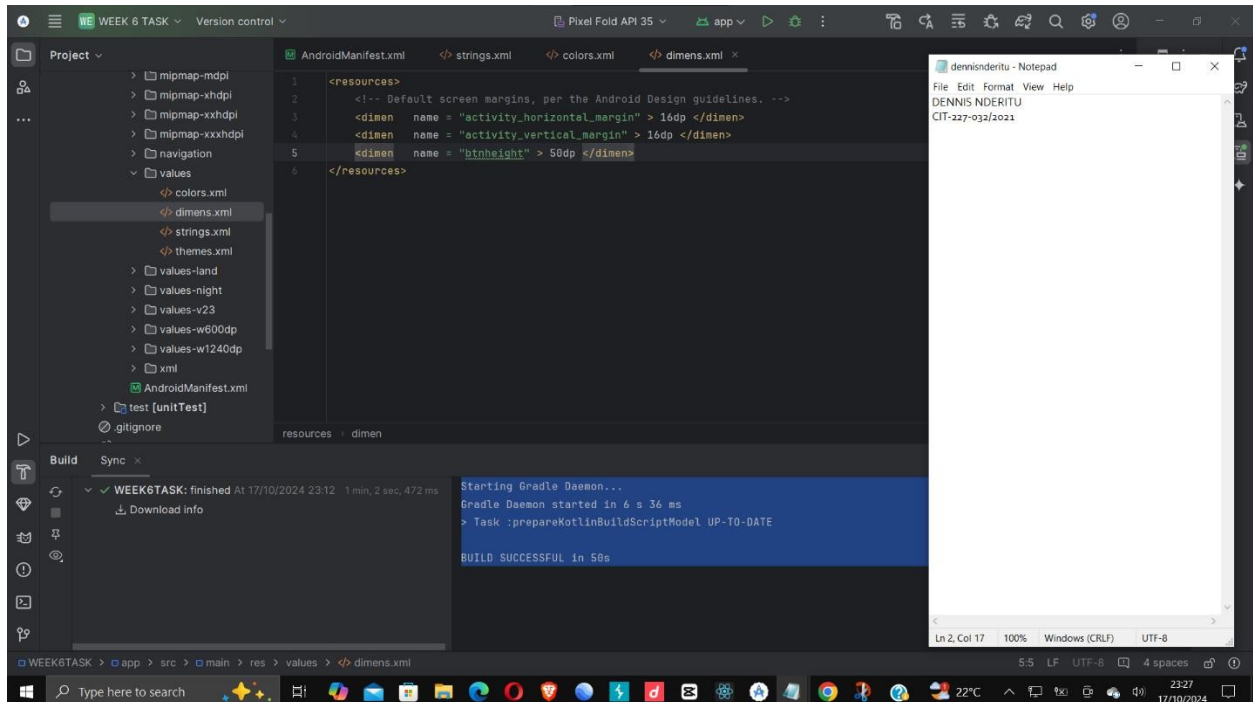 WE WEEK 6 TASK Version control Pixel Fold API 35 app
Project
mipmap-mdpi
mipmap-xhdpi
mipmap-xxhdpi
mipmap-xxxhdpi
navigation
values
colors.xml
dimens.xml
strings.xml
themes.xml
values-land
values-night
values-v23
values-w600dp
values-w1240dp
xml
AndroidManifest.xml
test [unitTest]
.gitignore
AndroidManifest.xml strings.xml colors.xml dimens.xml
1 <resources>
2 <!-- Default screen margins, per the Android Design guidelines. -->
3 <dimen name = "activity_horizontal_margin" > 16dp </dimen>
4 <dimen name = "activity_vertical_margin" > 16dp </dimen>
5 <dimen name = "btnheight" > 50dp </dimen>
6 </resources>
resources dimen
dennisnderitu - Notepad
File Edit Format View Help
DENNIS NDERITU
CIT-227-032/2021
Ln 2, Col 17 100% Windows (CRLF) UTF-8
Build Sync
WEEK6TASK: finished At 17/10/2024 23:12 1 min, 2 sec, 472 ms
Download info
Starting Gradle Daemon...
Gradle Daemon started in 6 s 36 ms
> Task :prepareKotlinBuildScriptModel UP-TO-DATE
BUILD SUCCESSFUL in 50s
WEEK6TASK > app > src > main > res > values > dimens.xml 5:5 LF UTF-8 4 spaces
Type here to search 22°C 23:27
17/10/2024